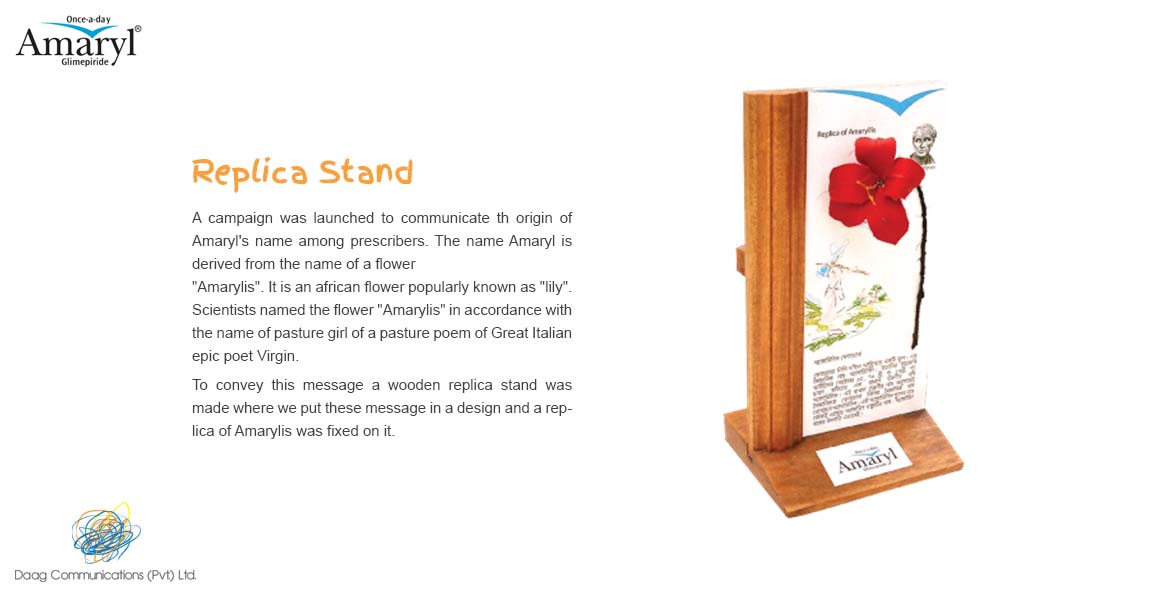 Once-a-day
Amaryl®
Glimepiride
Replica Stand
A campaign was launched to communicate th origin of
Amaryl's name among prescribers. The name Amaryl is
derived from the name of a flower
"Amarylis". It is an african flower popularly known as "lily".
Scientists named the flower "Amarylis" in accordance with
the name of pasture girl of a pasture poem of Great Italian
epic poet Virgin.
To convey this message a wooden replica stand was
made where we put these message in a design and a rep-
lica of Amarylis was fixed on it.
Replica of Amaryllis
Once-a-day
Amaryl
Glimepiride
Daag Communications (Pvt) Ltd.